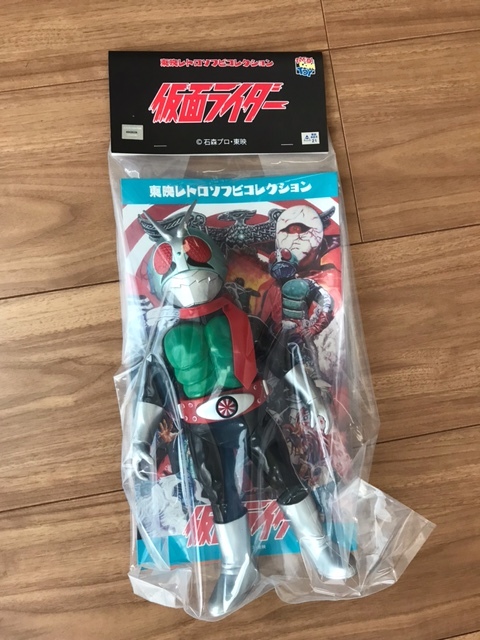 東映レトロソフビコレクション
仮面ライダー
© 石森プロ・東映
東映レトロソフビコレクション
仮面ライダ